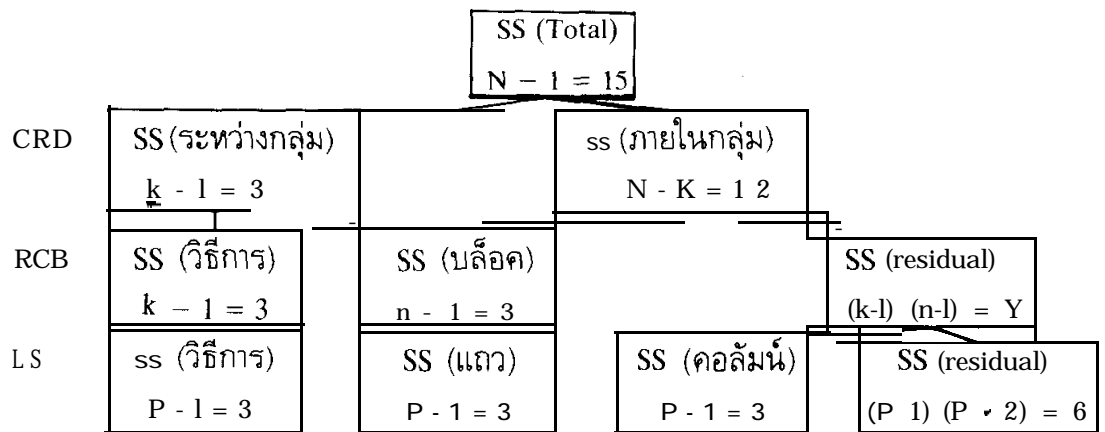 SS (Total)
N - 1 = 15
CRD SS (ระหว่างกลุ่ม) ss (ภายในกลุ่ม)
k - l = 3 N - K = 1 2
RCB SS (วิธีการ) SS (บล็อค) SS (residual)
k - 1 = 3 n - 1 = 3 (k-l) (n-l) = Y
LS ss (วิธีการ) SS (แถว) SS (คอลัมน์) SS (residual)
P - l = 3 P - 1 = 3 P - 1 = 3 (P 1) (P - 2) = 6